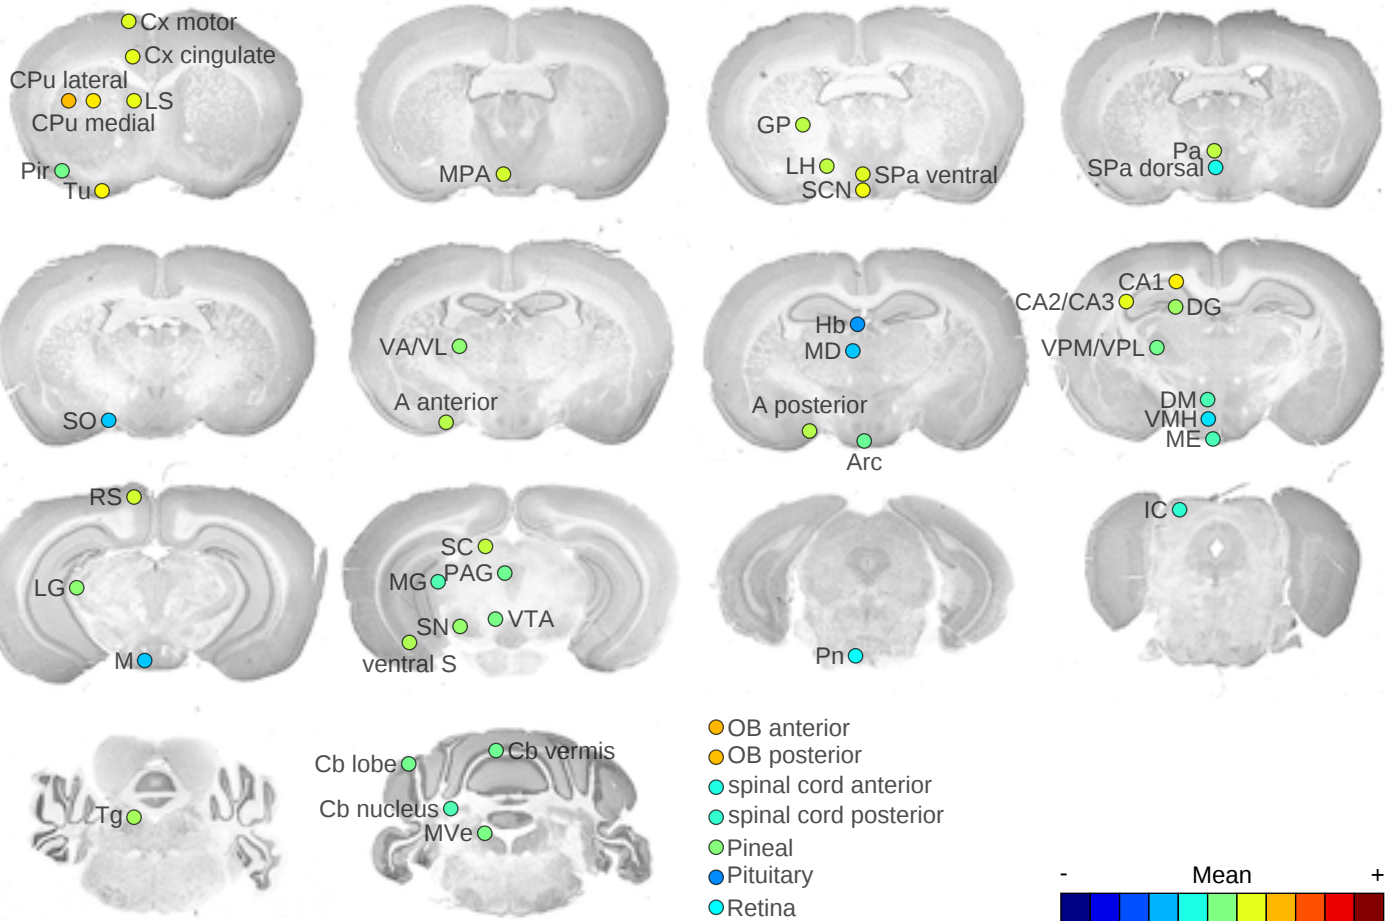 Cx motor
Cx cingulate
CPu lateral
LS
CPu medial
Pir
Tu
MPA
GP
LH
SPa ventral
SCN
Pa
SPa dorsal
SO
VA/VL
A anterior
Hb
MD
A posterior
Arc
CA1
CA2/CA3
DG
VPM/VPL
DM
VMH
ME
RS
LG
M
SC
MG
PAG
SN
VTA
ventral S
Pn
IC
Tg
Cb lobe
Cb vermis
Cb nucleus
MVe
OB anterior
OB posterior
spinal cord anterior
spinal cord posterior
Pineal
Pituitary
Retina
- Mean +